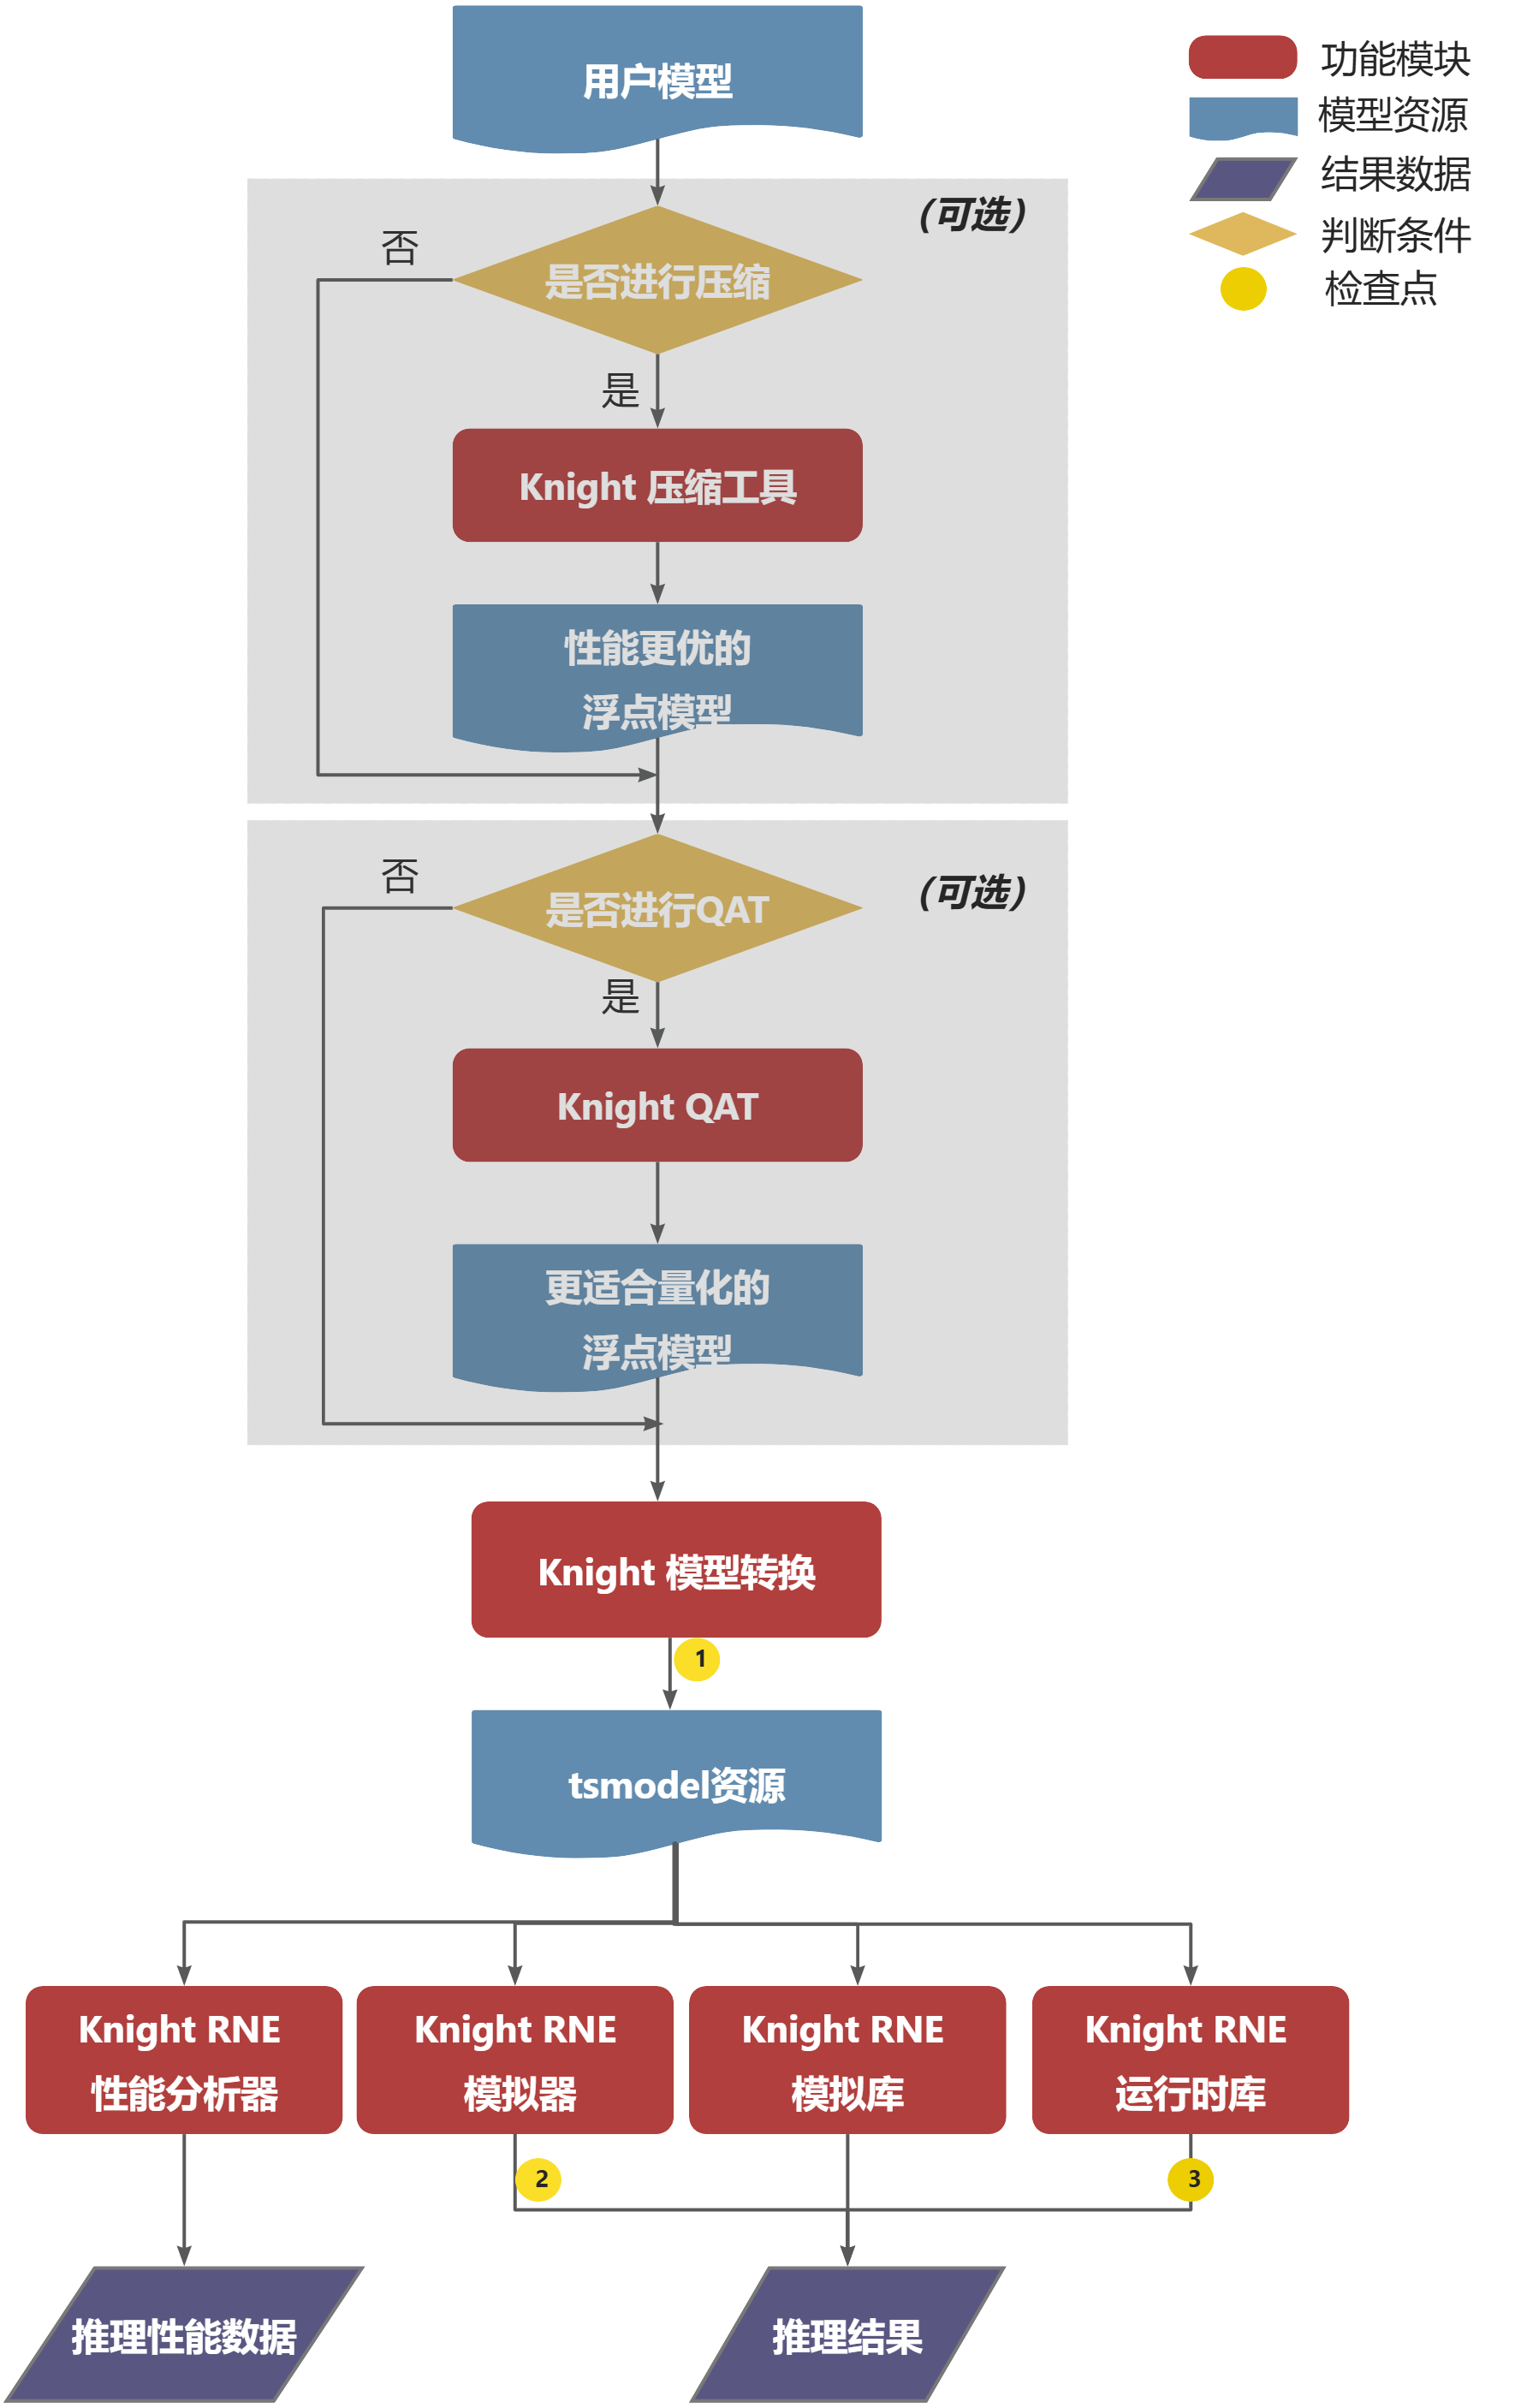 用户模型
功能模块
模型资源
结果数据
判断条件
检查点
(可选)
否
是否进行压缩
是
Knight 压缩工具
性能更优的
浮点模型
(可选)
否
是否进行QAT
是
Knight QAT
更适合量化的
浮点模型
Knight 模型转换
1
tsmodel资源
Knight RNE
性能分析器
Knight RNE
模拟器
Knight RNE
模拟库
Knight RNE
运行时库
2
3
推理性能数据
推理结果